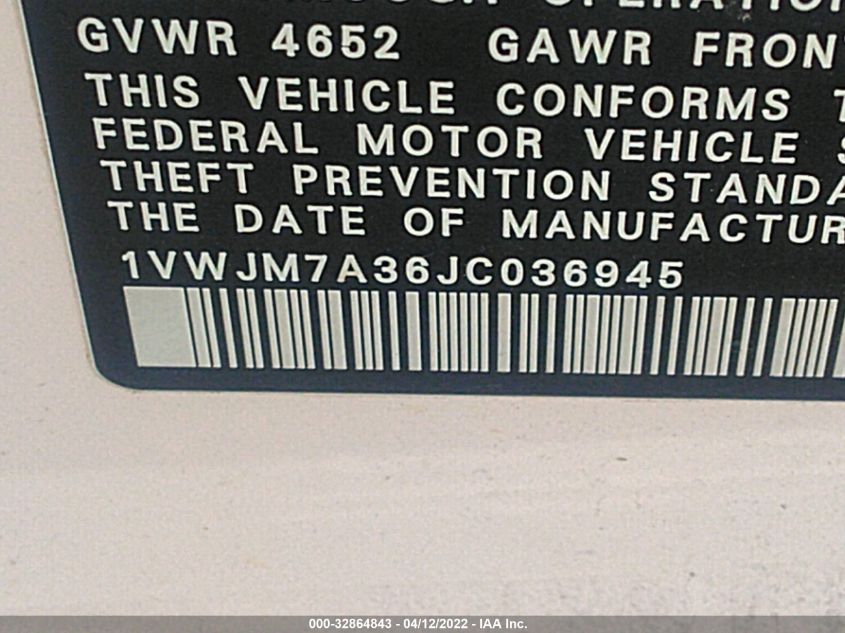 GVWR 4652 GAWR FRONT
THIS VEHICLE CONFORMS
FEDERAL MOTOR VEHICLE
THEFT PREVENTION STANDA
THE DATE OF MANUFACTUR
1VWJM7A36JC036945
000-32864843 - 04/12/2022 - IAA Inc.